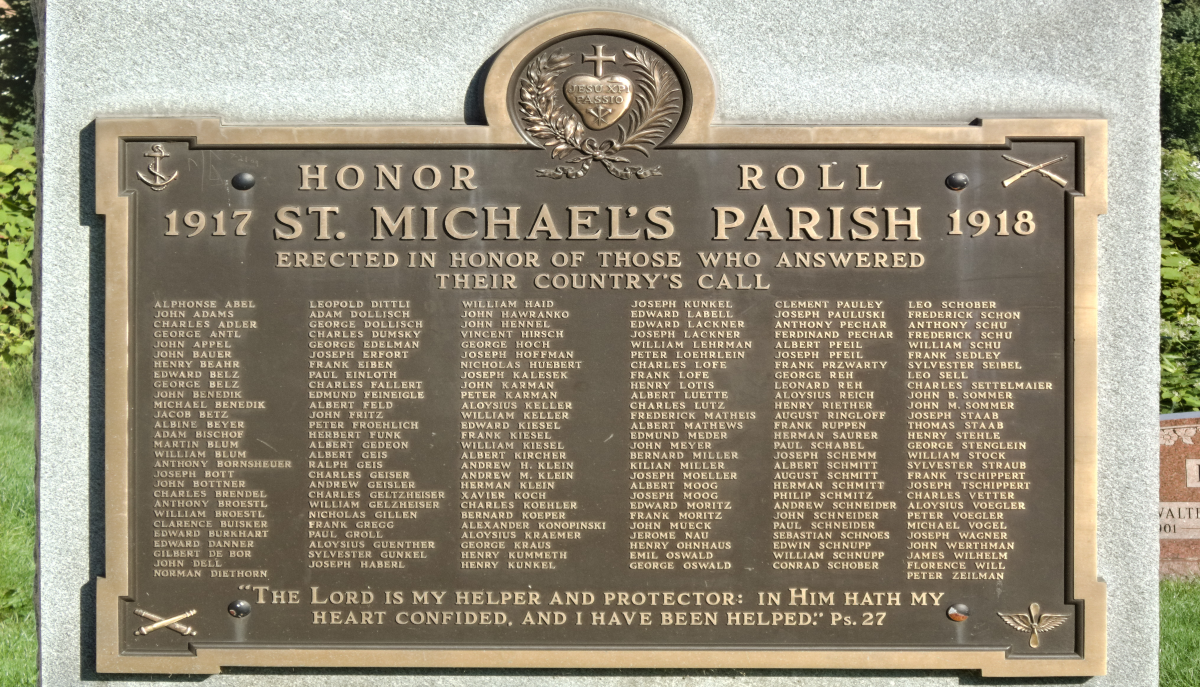 JESU XPI
PASSIO
HONOR ROLL
1917 ST. MICHAEL'S PARISH 1918
ERECTED IN HONOR OF THOSE WHO ANSWERED
THEIR COUNTRY'S CALL
ALPHONSE ABEL
JOHN ADAMS
CHARLES ADLER
GEORGE ANTL
JOHN APPEL
JOHN BAUER
HENRY BEAHR
EDWARD BELZ
GEORGE BELZ
JOHN BENEDIK
MICHAEL BENEDIK
JACOB BETZ
ALBINE BEYER
ADAM BISCHOF
MARTIN BLUM
WILLIAM BLUM
ANTHONY BORNSHEUER
JOSEPH BOTT
JOHN BOTTNER
CHARLES BRENDEL
ANTHONY BROESTL
WILLIAM BROESTL
CLARENCE BUISKER
EDWARD BURKHART
EDWARD DANNER
GILBERT DE BOR
JOHN DELL
NORMAN DIETHORN
LEOPOLD DITTLI
ADAM DOLLISCH
GEORGE DOLLISCH
CHARLES DUMSKY
GEORGE EDELMAN
JOSEPH ERFORT
FRANK EIBEN
PAUL EINLOTH
CHARLES FALLERT
EDMUND FEINEIGLE
ALBERT FELD
JOHN FRITZ
PETER FROEHLICH
HERBERT FUNK
ALBERT GEDEON
ALBERT GEIS
RALPH GEIS
CHARLES GEISER
ANDREW GEISLER
CHARLES GELTZHEISER
WILLIAM GELZHEISER
NICHOLAS GILLEN
FRANK GREGG
PAUL GROLL
ALOYSIUS GUENTHER
SYLVESTER GUNKEL
JOSEPH HABERL
WILLIAM HAID
JOHN HAWRANKO
JOHN HENNEL
VINCENT HIRSCH
GEORGE HOCH
JOSEPH HOFFMAN
NICHOLAS HUEBERT
JOSEPH KALESEK
JOHN KARMAN
PETER KARMAN
ALOYSIUS KELLER
WILLIAM KELLER
EDWARD KIESEL
FRANK KIESEL
WILLIAM KIESEL
ALBERT KIRCHER
ANDREW H. KLEIN
ANDREW M. KLEIN
HERMAN KLEIN
XAVIER KOCH
CHARLES KOEHLER
BERNARD KOEPER
ALEXANDER KONOPINSKI
ALOYSIUS KRAEMER
GEORGE KRAUS
HENRY KUMMETH
HENRY KUNKEL
JOSEPH KUNKEL
EDWARD LABELL
EDWARD LACKNER
JOSEPH LACKNER
WILLIAM LEHRMAN
PETER LOEHRLEIN
CHARLES LOFE
FRANK LOFE
HENRY LOTIS
ALBERT LUETTE
CHARLES LUTZ
FREDERICK MATHEIS
ALBERT MATHEWS
EDMUND MEDER
JOHN MEYER
BERNARD MILLER
KILIAN MILLER
JOSEPH MOELLER
ALBERT MOOG
JOSEPH MOOG
EDWARD MORITZ
FRANK MORITZ
JOHN MUECK
JEROME NAU
HENRY OHNHAUS
EMIL OSWALD
GEORGE OSWALD
CLEMENT PAULEY
JOSEPH PAULUSKI
ANTHONY PECHAR
FERDINAND PECHAR
ALBERT PFEIL
JOSEPH PFEIL
FRANK PRZWARTY
GEORGE REH
LEONARD REH
ALOYSIUS REICH
HENRY RIETHER
AUGUST RINGLOFF
FRANK RUPPEN
HERMAN SAURER
PAUL SCHABEL
JOSEPH SCHEMM
ALBERT SCHMITT
AUGUST SCHMITT
HERMAN SCHMITT
PHILIP SCHMITZ
ANDREW SCHNEIDER
JOHN SCHNEIDER
PAUL SCHNEIDER
SEBASTIAN SCHNOES
EDWIN SCHNUPP
WILLIAM SCHNUPP
CONRAD SCHOBER
LEO SCHOBER
FREDERICK SCHON
ANTHONY SCHU
FREDERICK SCHU
WILLIAM SCHU
FRANK SEDLEY
SYLVESTER SEIBEL
LEO SELL
CHARLES SETTELMAIER
JOHN B. SOMMER
JOHN M. SOMMER
JOSEPH STAAB
THOMAS STAAB
HENRY STEHLE
GEORGE STENGLEIN
WILLIAM STOCK
SYLVESTER STRAUB
FRANK TSCHIPPERT
JOSEPH TSCHIPPERT
CHARLES VETTER
ALOYSIUS VOEGLER
PETER VOEGLER
MICHAEL VOGEL
JOSEPH WAGNER
JOHN WERTHMAN
JAMES WILHELM
FLORENCE WILL
PETER ZEILMAN
"THE LORD IS MY HELPER AND PROTECTOR: IN HIM HATH MY
HEART CONFIDED, AND I HAVE BEEN HELPED." PS. 27